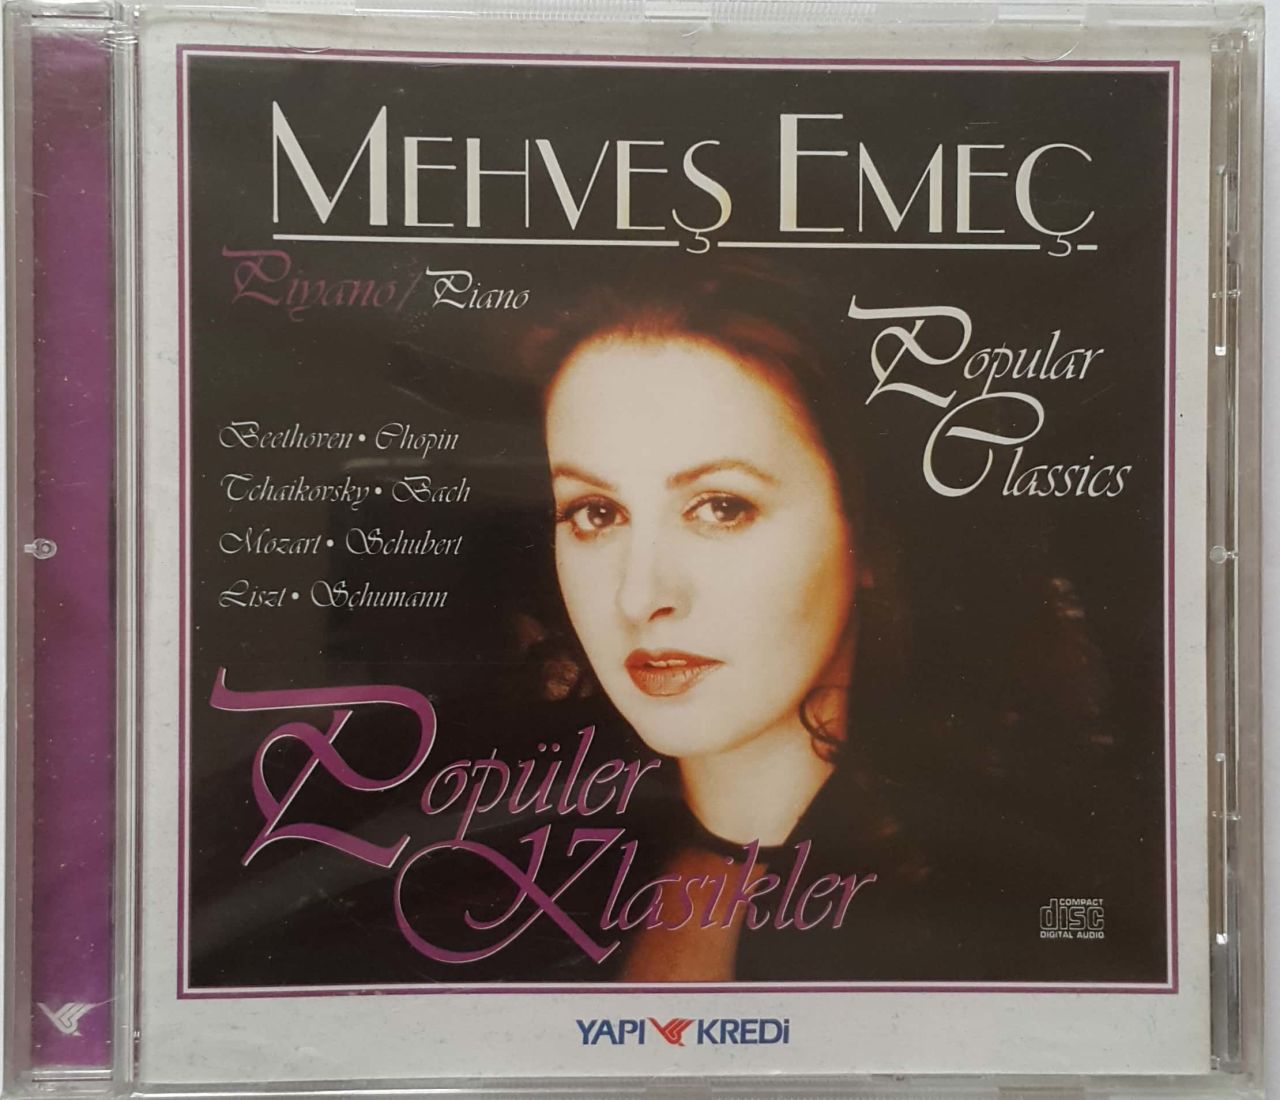 MEHVEŞ EMEÇ
Piyano / Piano
Popular
Classics
Beethoven • Chopin
Tchaikovsky • Bach
Mozart • Schubert
Liszt • Schumann
Popüler
Klasikler
COMPACT
disc
DIGITAL AUDIO
YAPI KREDi